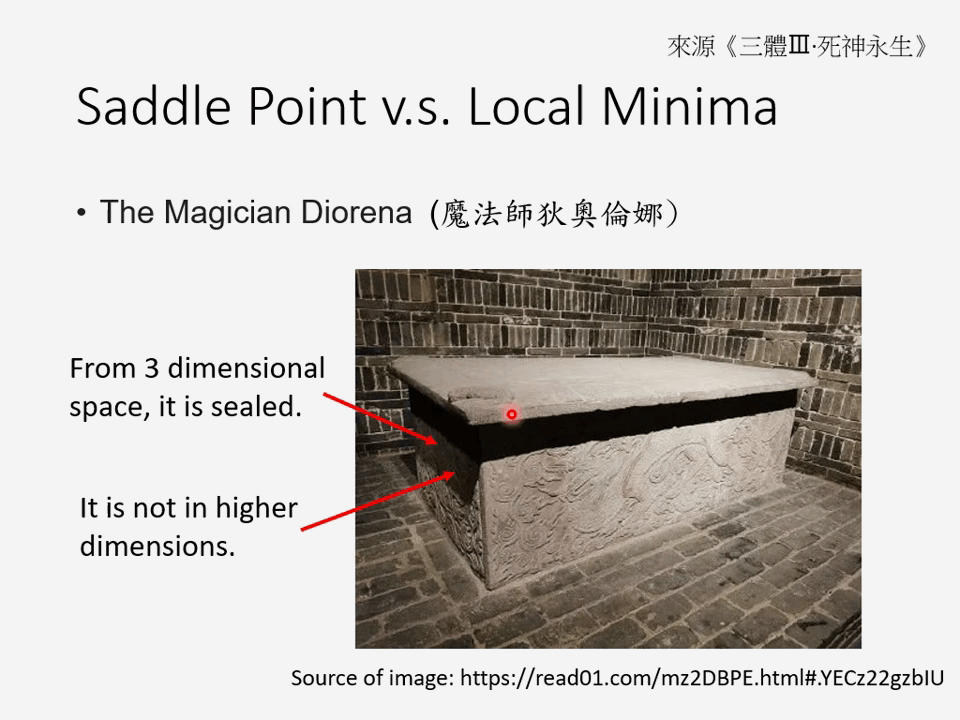 來源《三體Ⅲ·死神永生》
Saddle Point v.s. Local Minima
• The Magician Diorena (魔法師狄奧倫娜）
From 3 dimensional
space, it is sealed.
It is not in higher
dimensions.
Source of image: https://read01.com/mz2DBPE.html#.YECz22gzbIU